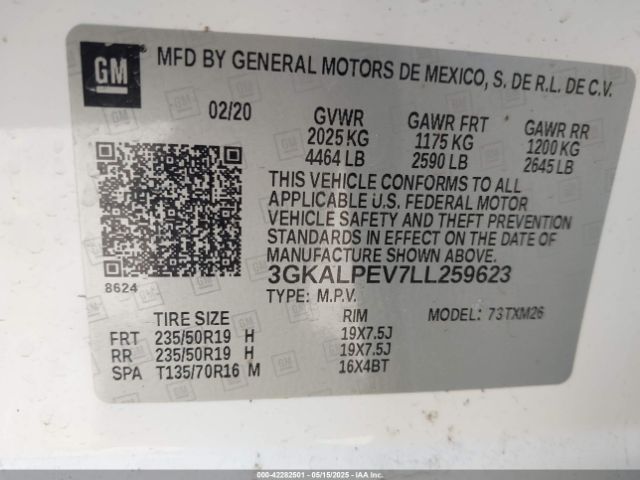 GM
MFD BY GENERAL MOTORS DE MEXICO, S. DE R.L. DE C.V.
02/20
GVWR GAWR FRT GAWR RR
2025 KG 1175 KG 1200 KG
4464 LB 2590 LB 2645 LB
THIS VEHICLE CONFORMS TO ALL
APPLICABLE U.S. FEDERAL MOTOR
VEHICLE SAFETY AND THEFT PREVENTION
STANDARDS IN EFFECT ON THE DATE OF
MANUFACTURE SHOWN ABOVE.
3GKALPEV7LL259623
8624
TYPE: M.P.V.
MODEL: 73TXM26
TIRE SIZE RIM
FRT 235/50R19 H 19X7.5J
RR 235/50R19 H 19X7.5J
SPA T135/70R16 M 16X4BT
000-42282501 - 05/15/2025 - IAAI.COM